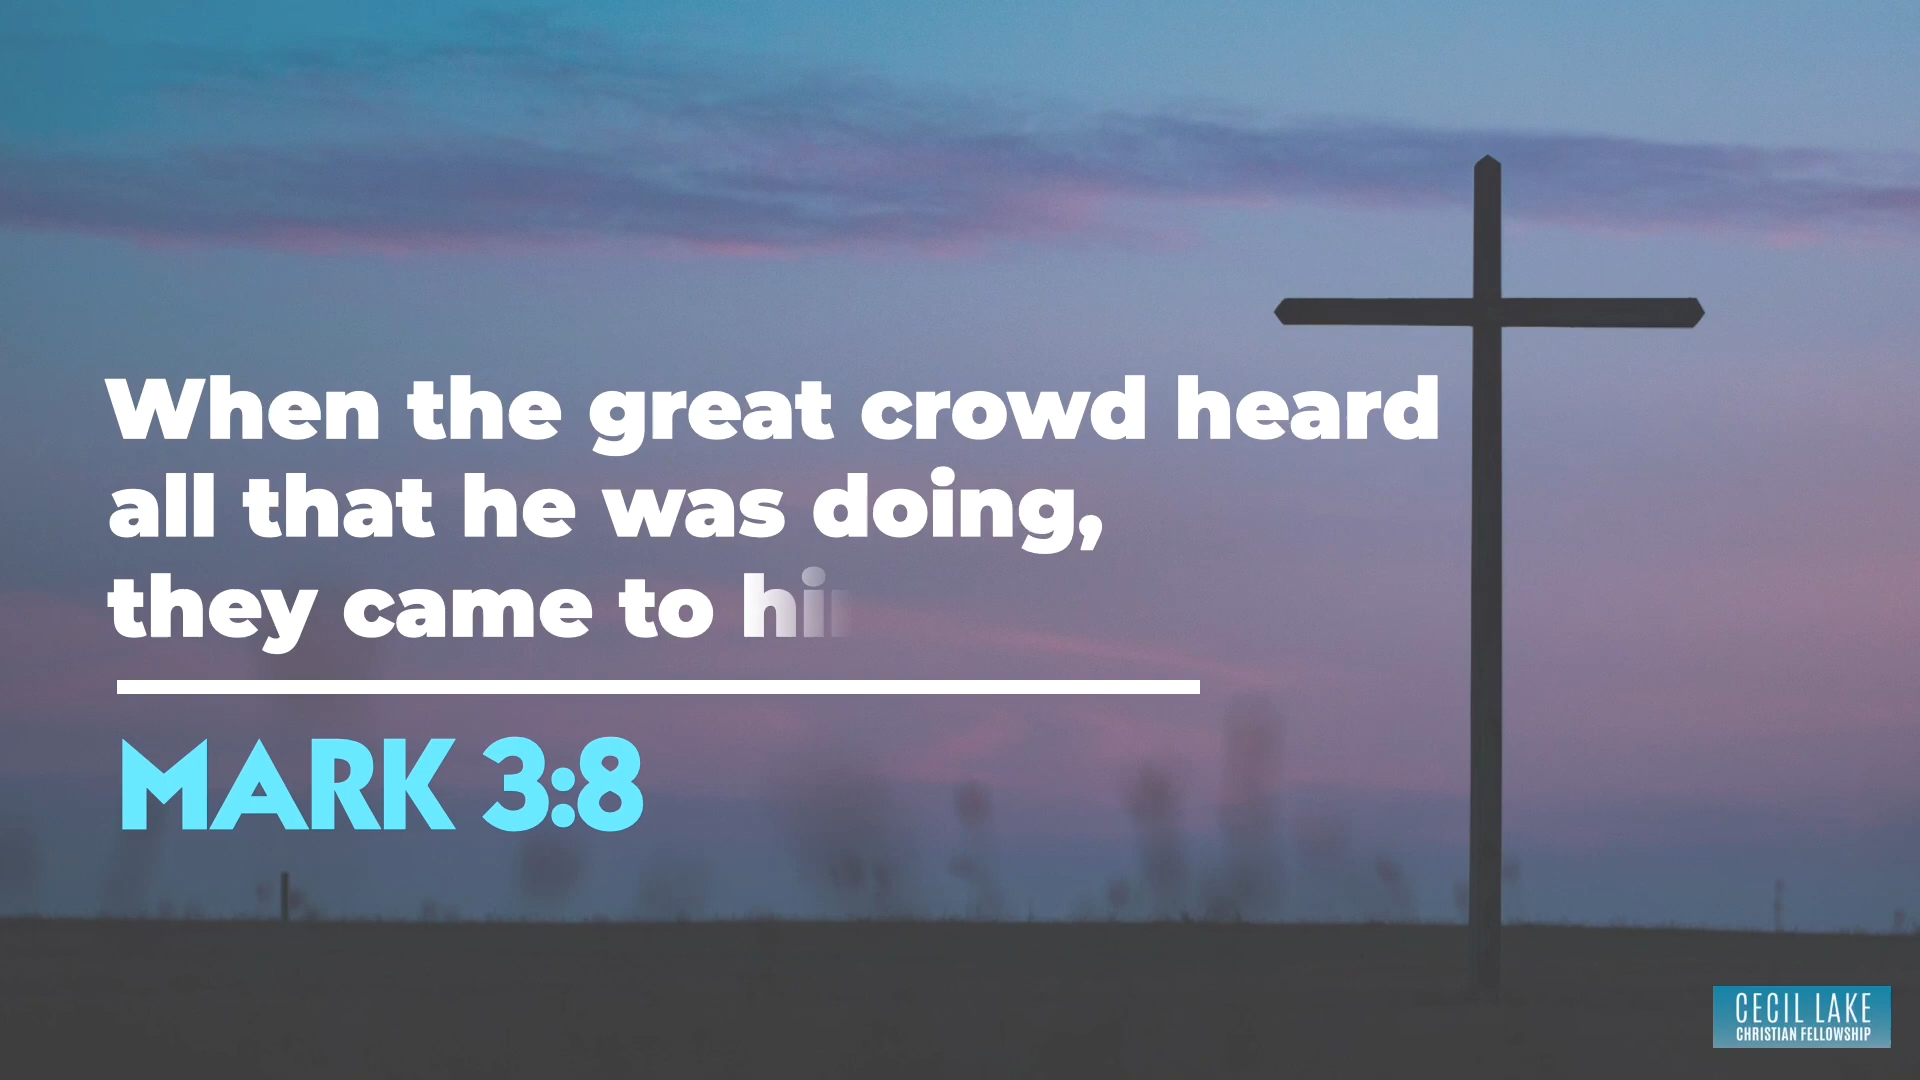 When the great crowd heard
all that he was doing,
they came to
MARK 3:8
CECIL LAKE
CHRISTIAN FELLOWSHIP